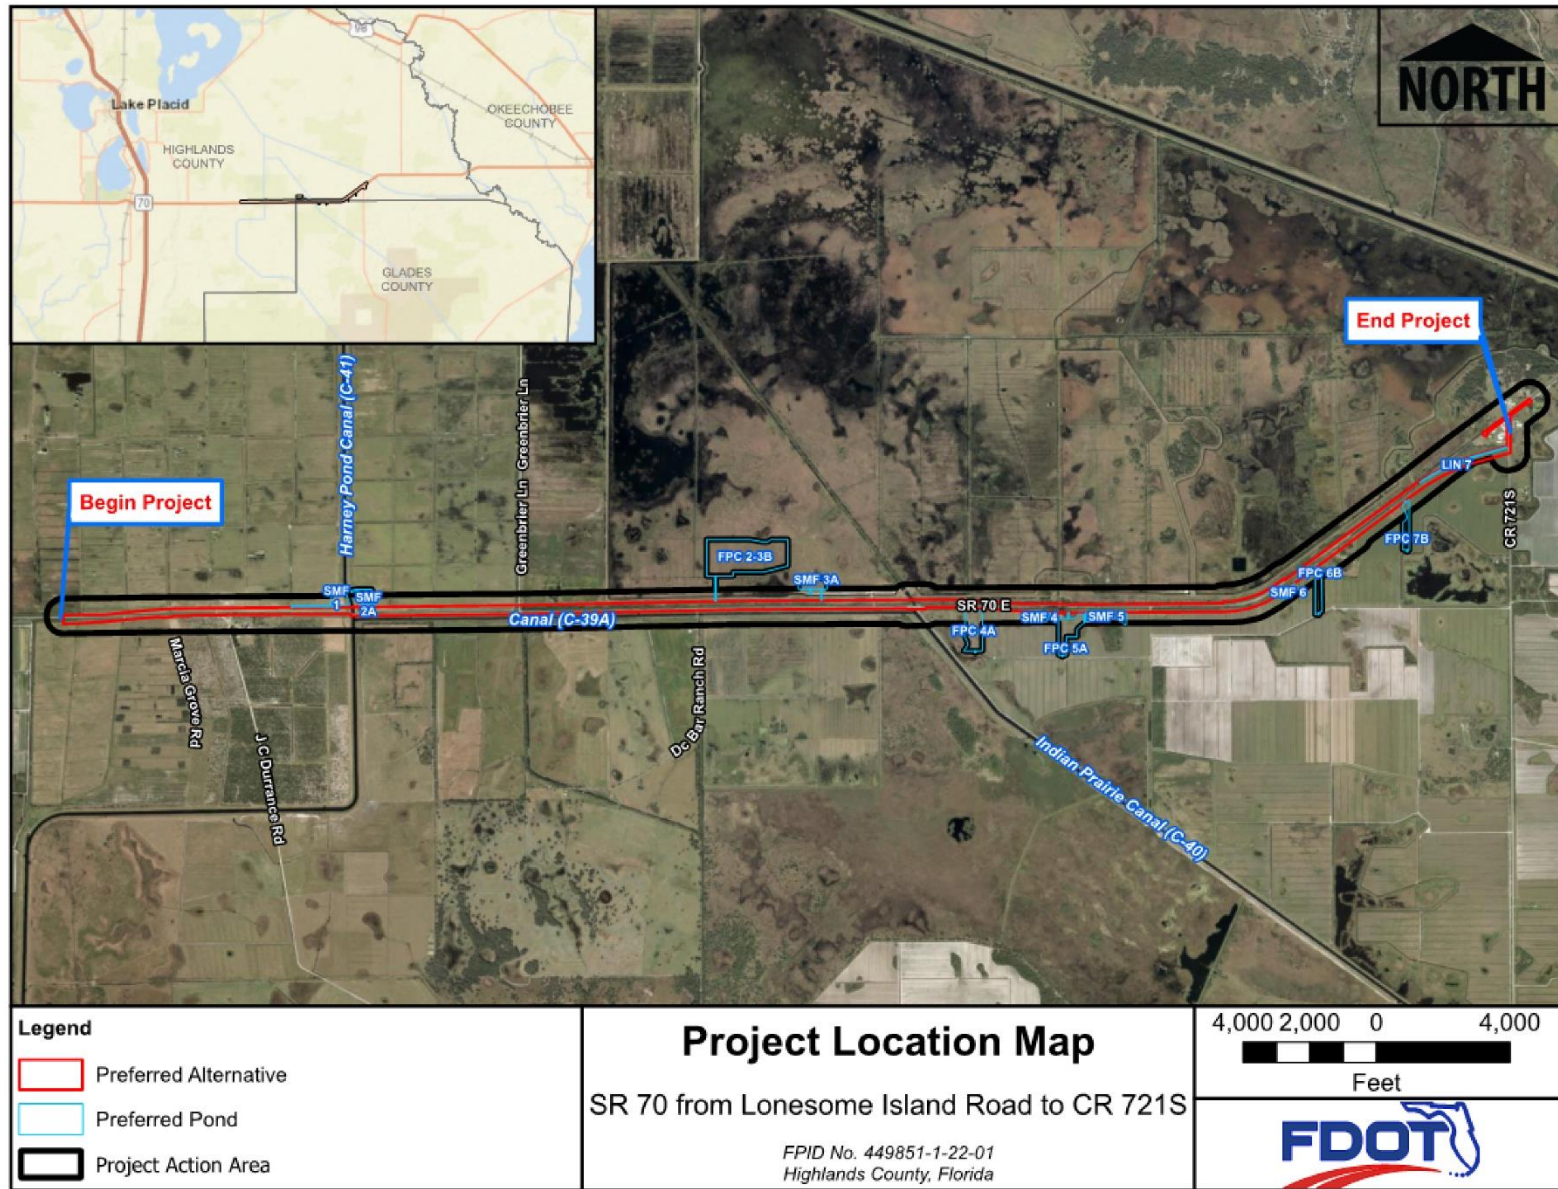 98
Lake Placid
OKEECHOBEE
COUNTY
HIGHLANDS
COUNTY
70
GLADES
COUNTY
NORTH
End Project
Begin Project
Harney Pond Canal (C-41)
Greenbrier Ln
Greenbrier Ln
LIN 7
CR 721S
FPC 7B
FPC 2-3B
SMF 3A
FPC 6B
SMF 6
SMF
1
SMF
2A
Canal (C-39A)
SR 70 E
SMF 4
SMF 5
FPC 4A
FPC 5A
Marcia Grove Rd
J C Durrance Rd
Dc Bar Ranch Rd
Indian Prairie Canal (C-40)
Legend
Preferred Alternative
Preferred Pond
Project Action Area
Project Location Map
SR 70 from Lonesome Island Road to CR 721S
FPID No. 449851-1-22-01
Highlands County, Florida
4,000 2,000 0 4,000
Feet
FDOT